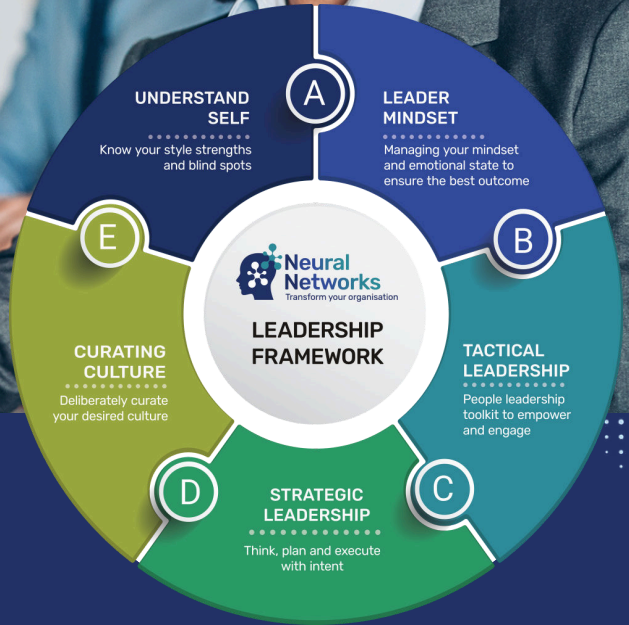 A
UNDERSTAND
SELF
Know your style strengths
and blind spots
LEADER
MINDSET
Managing your mindset
and emotional state to
ensure the best outcome
B
TACTICAL
LEADERSHIP
People leadership
toolkit to empower
and engage
C
STRATEGIC
LEADERSHIP
Think, plan and execute
with intent
D
CURATING
CULTURE
Deliberately curate
your desired culture
E
Neural
Networks
Transform your organisation
LEADERSHIP
FRAMEWORK